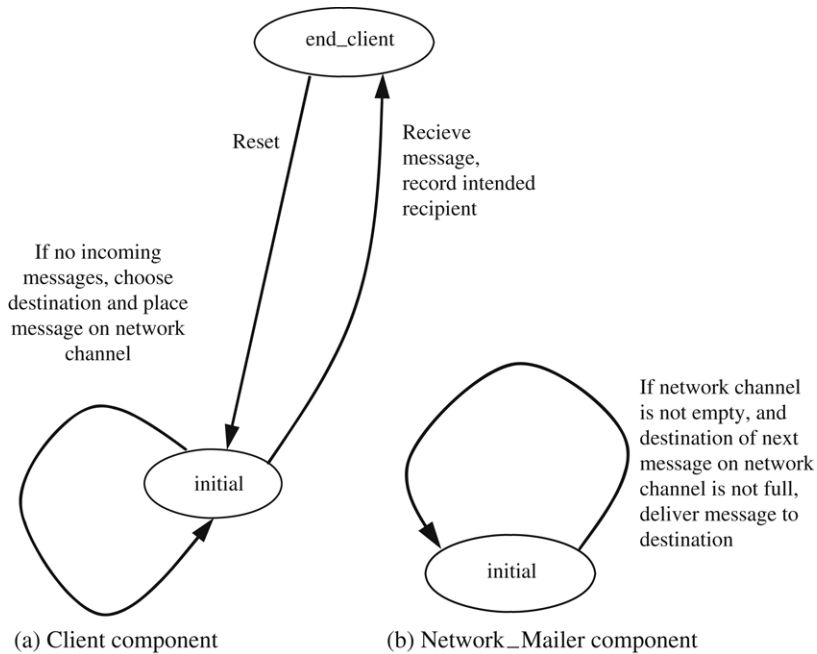 end_client
Reset
Recieve
message,
record intended
recipient
If no incoming
messages, choose
destination and place
message on network
channel
initial
If network channel
is not empty, and
destination of next
message on network
channel is not full,
deliver message to
destination
initial
(a) Client component
(b) Network_Mailer component